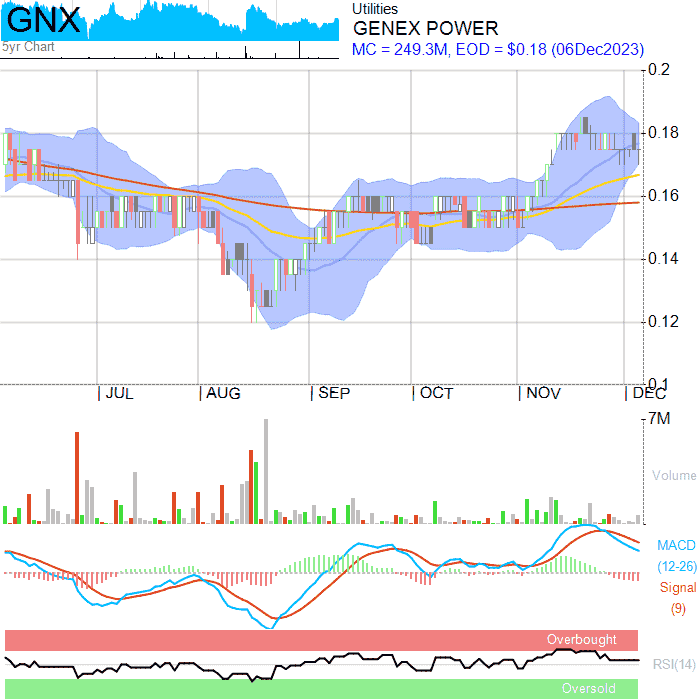 GNX
5yr Chart
Utilities
GENEX POWER
MC = 249.3M, EOD = $0.18 (06Dec2023)
0.2
0.18
0.16
0.14
0.12
0.1
JUL
AUG
SEP
OCT
NOV
DEC
7M
Volume
MACD
(12-26)
Signal
(9)
Overbought
RSI(14)
Oversold